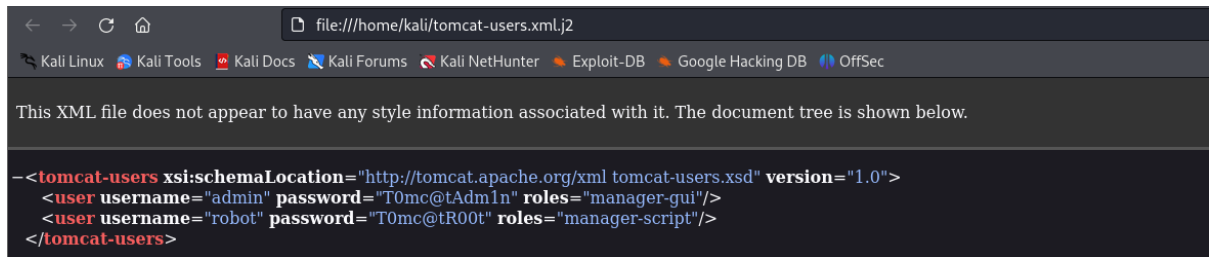 file:///home/kali/tomcat-users.xml.j2
Kali Linux Kali Tools Kali Docs Kali Forums Kali NetHunter Exploit-DB Google Hacking DB OffSec
This XML file does not appear to have any style information associated with it. The document tree is shown below.
−<tomcat-users xsi:schemaLocation="http://tomcat.apache.org/xml tomcat-users.xsd" version="1.0">
<user username="admin" password="T0mc@tAdm1n" roles="manager-gui"/>
<user username="robot" password="T0mc@tR00t" roles="manager-script"/>
</tomcat-users>